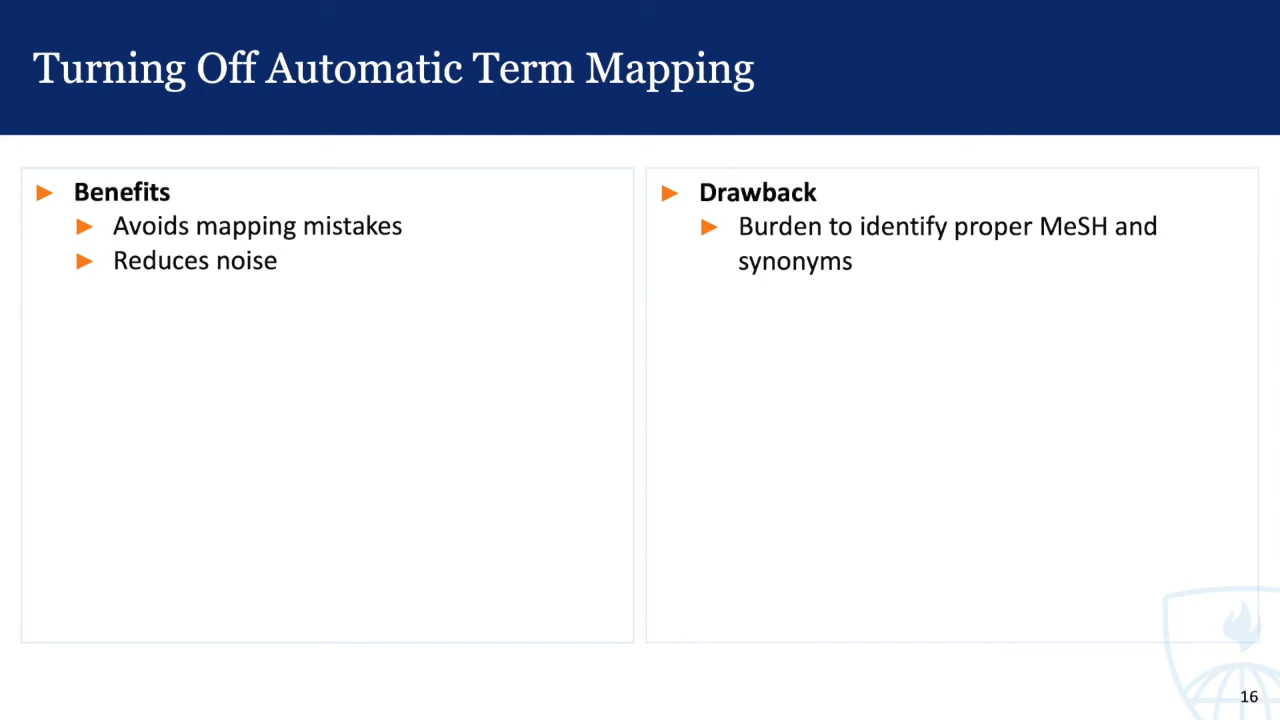 Turning Off Automatic Term Mapping
► Benefits
► Avoids mapping mistakes
► Reduces noise
► Drawback
► Burden to identify proper MeSH and
synonyms
16